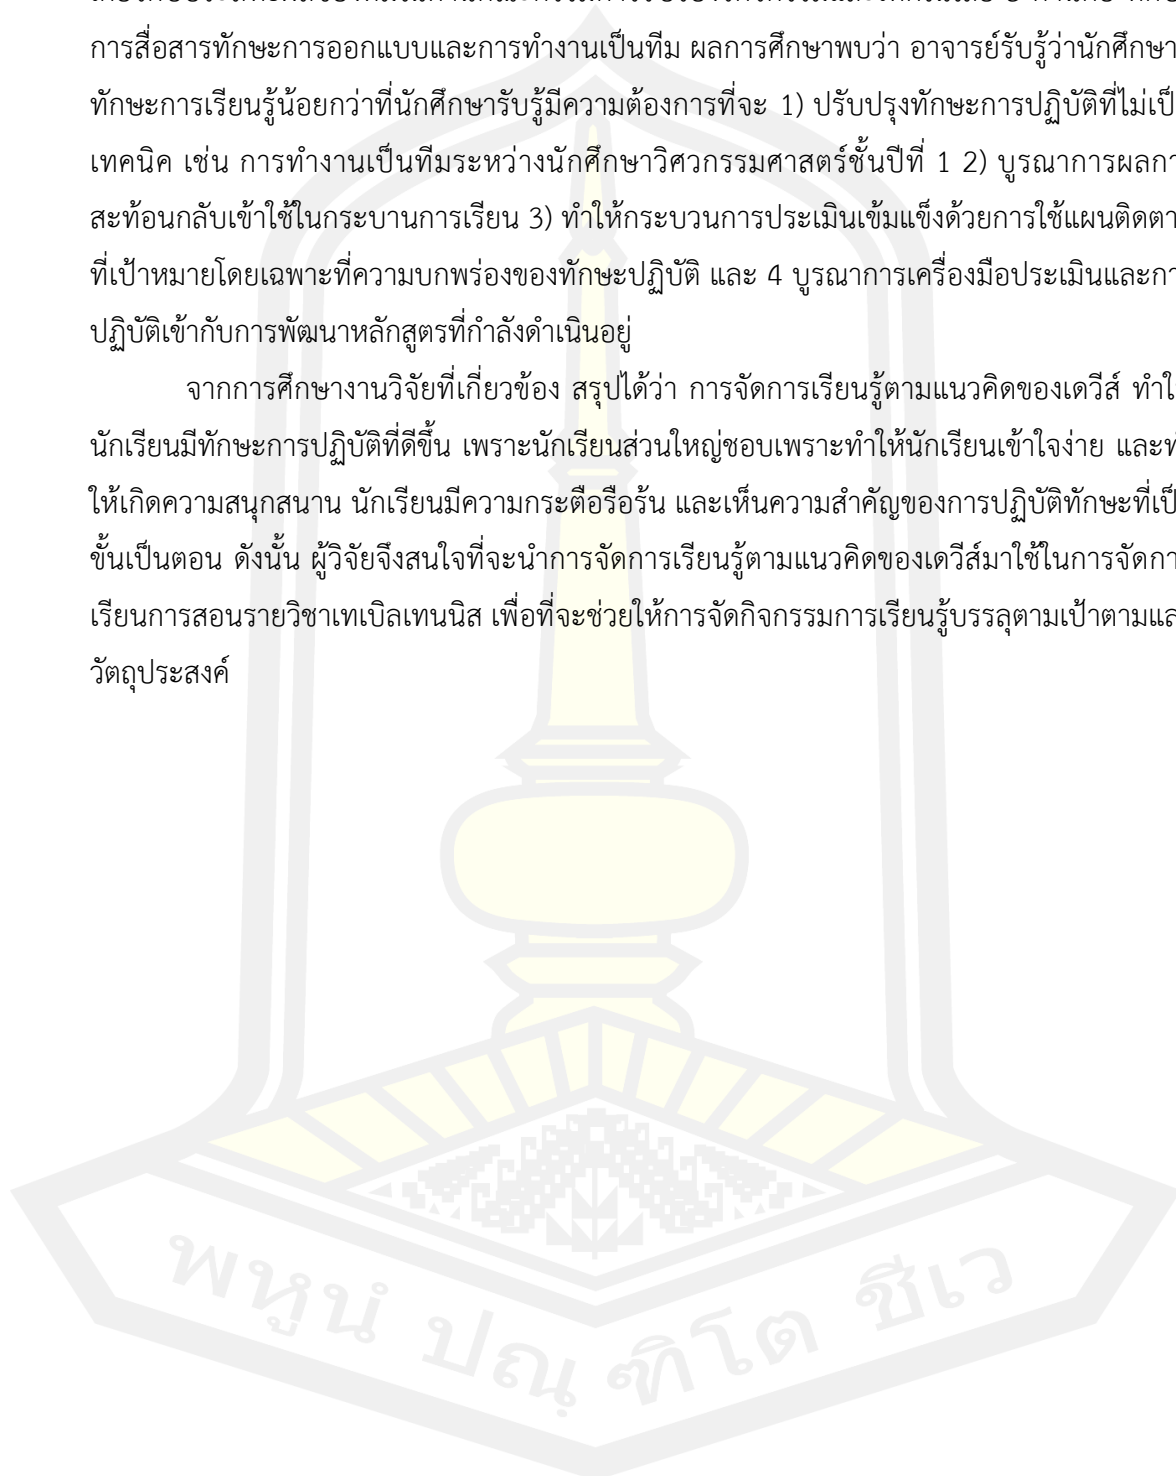 การสื่อสารทักษะการออกแบบและการทำงานเป็นทีม ผลการศึกษาพบว่า อาจารย์รับรู้ว่านักศึกษา
ทักษะการเรียนรู้น้อยกว่าที่นักศึกษารับรู้มีความต้องการที่จะ 1) ปรับปรุงทักษะการปฏิบัติที่ไม่เป็
เทคนิค เช่น การทำงานเป็นทีมระหว่างนักศึกษาวิศวกรรมศาสตร์ชั้นปีที่ 1 2) บูรณาการผลกา
สะท้อนกลับเข้าใช้ในกระบานการเรียน 3) ทำให้กระบวนการประเมินเข้มแข็งด้วยการใช้แผนติดตา
ที่เป้าหมายโดยเฉพาะที่ความบกพร่องของทักษะปฏิบัติ และ 4 บูรณาการเครื่องมือประเมินและกา
ปฏิบัติเข้ากับการพัฒนาหลักสูตรที่กำลังดำเนินอยู่
จากการศึกษางานวิจัยที่เกี่ยวข้อง สรุปได้ว่า การจัดการเรียนรู้ตามแนวคิดของเดวีส์ ทำใ
นักเรียนมีทักษะการปฏิบัติที่ดีขึ้น เพราะนักเรียนส่วนใหญ่ชอบเพราะทำให้นักเรียนเข้าใจง่าย และท
ให้เกิดความสนุกสนาน นักเรียนมีความกระตือรือร้น และเห็นความสำคัญของการปฏิบัติทักษะที่เป็
ขั้นเป็นตอน ดังนั้น ผู้วิจัยจึงสนใจที่จะนำการจัดการเรียนรู้ตามแนวคิดของเดวีส์มาใช้ในการจัดกา
เรียนการสอนรายวิชาเทเบิลเทนนิส เพื่อที่จะช่วยให้การจัดกิจกรรมการเรียนรู้บรรลุตามเป้าตามแล
วัตถุประสงค์
พหูนํ ปณฺฑิโต ชีเว